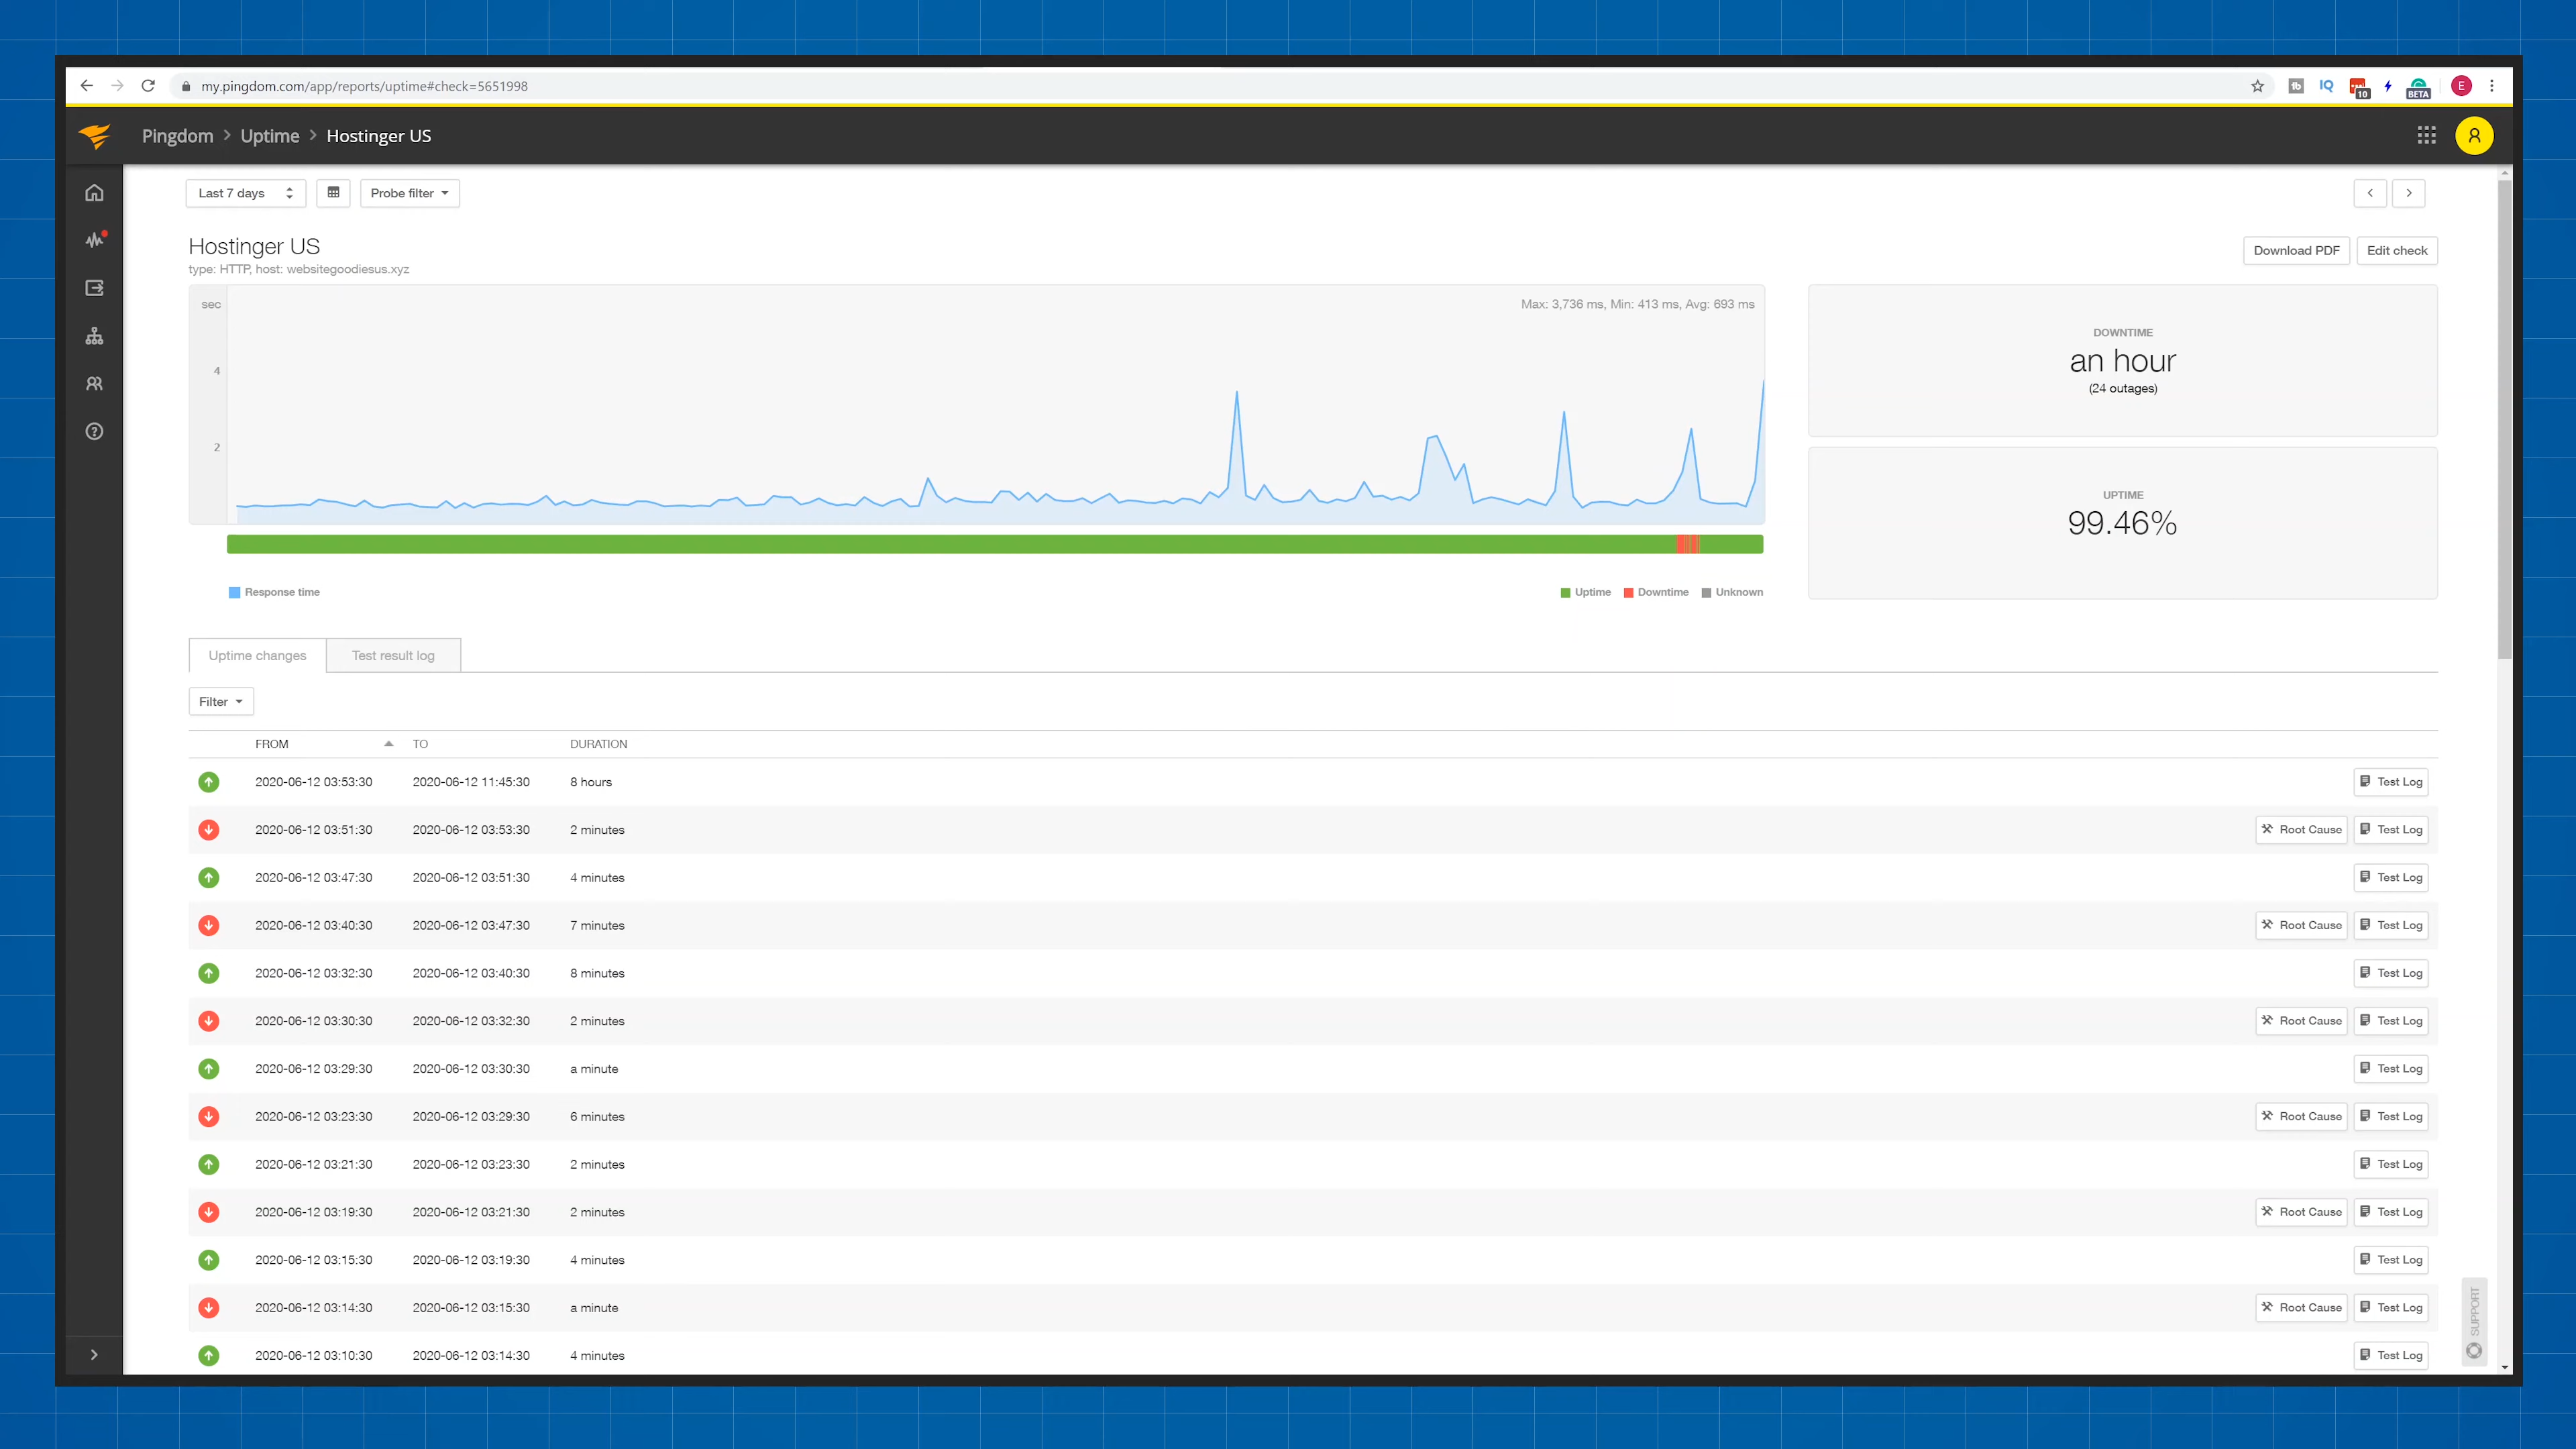 my.pingdom.com/app/reports/uptime#check=5651998
IQ
10
BETA
E
Pingdom > Uptime > Hostinger US
Last 7 days
Probe filter
Hostinger US
type: HTTP, host: websitegoodiesus.xyz
Download PDF
Edit check
sec
Max: 3,736 ms, Min: 413 ms, Avg: 693 ms
4
2
DOWNTIME
an hour
(24 outages)
UPTIME
99.46%
Response time
Uptime
Downtime
Unknown
Uptime changes
Test result log
Filter
FROM TO DURATION
2020-06-12 03:53:30 2020-06-12 11:45:30 8 hours Test Log
2020-06-12 03:51:30 2020-06-12 03:53:30 2 minutes Root Cause Test Log
2020-06-12 03:47:30 2020-06-12 03:51:30 4 minutes Test Log
2020-06-12 03:40:30 2020-06-12 03:47:30 7 minutes Root Cause Test Log
2020-06-12 03:32:30 2020-06-12 03:40:30 8 minutes Test Log
2020-06-12 03:30:30 2020-06-12 03:32:30 2 minutes Root Cause Test Log
2020-06-12 03:29:30 2020-06-12 03:30:30 a minute Test Log
2020-06-12 03:23:30 2020-06-12 03:29:30 6 minutes Root Cause Test Log
2020-06-12 03:21:30 2020-06-12 03:23:30 2 minutes Test Log
2020-06-12 03:19:30 2020-06-12 03:21:30 2 minutes Root Cause Test Log
2020-06-12 03:15:30 2020-06-12 03:19:30 4 minutes Test Log
2020-06-12 03:14:30 2020-06-12 03:15:30 a minute Root Cause Test Log
2020-06-12 03:10:30 2020-06-12 03:14:30 4 minutes Test Log
SUPPORT